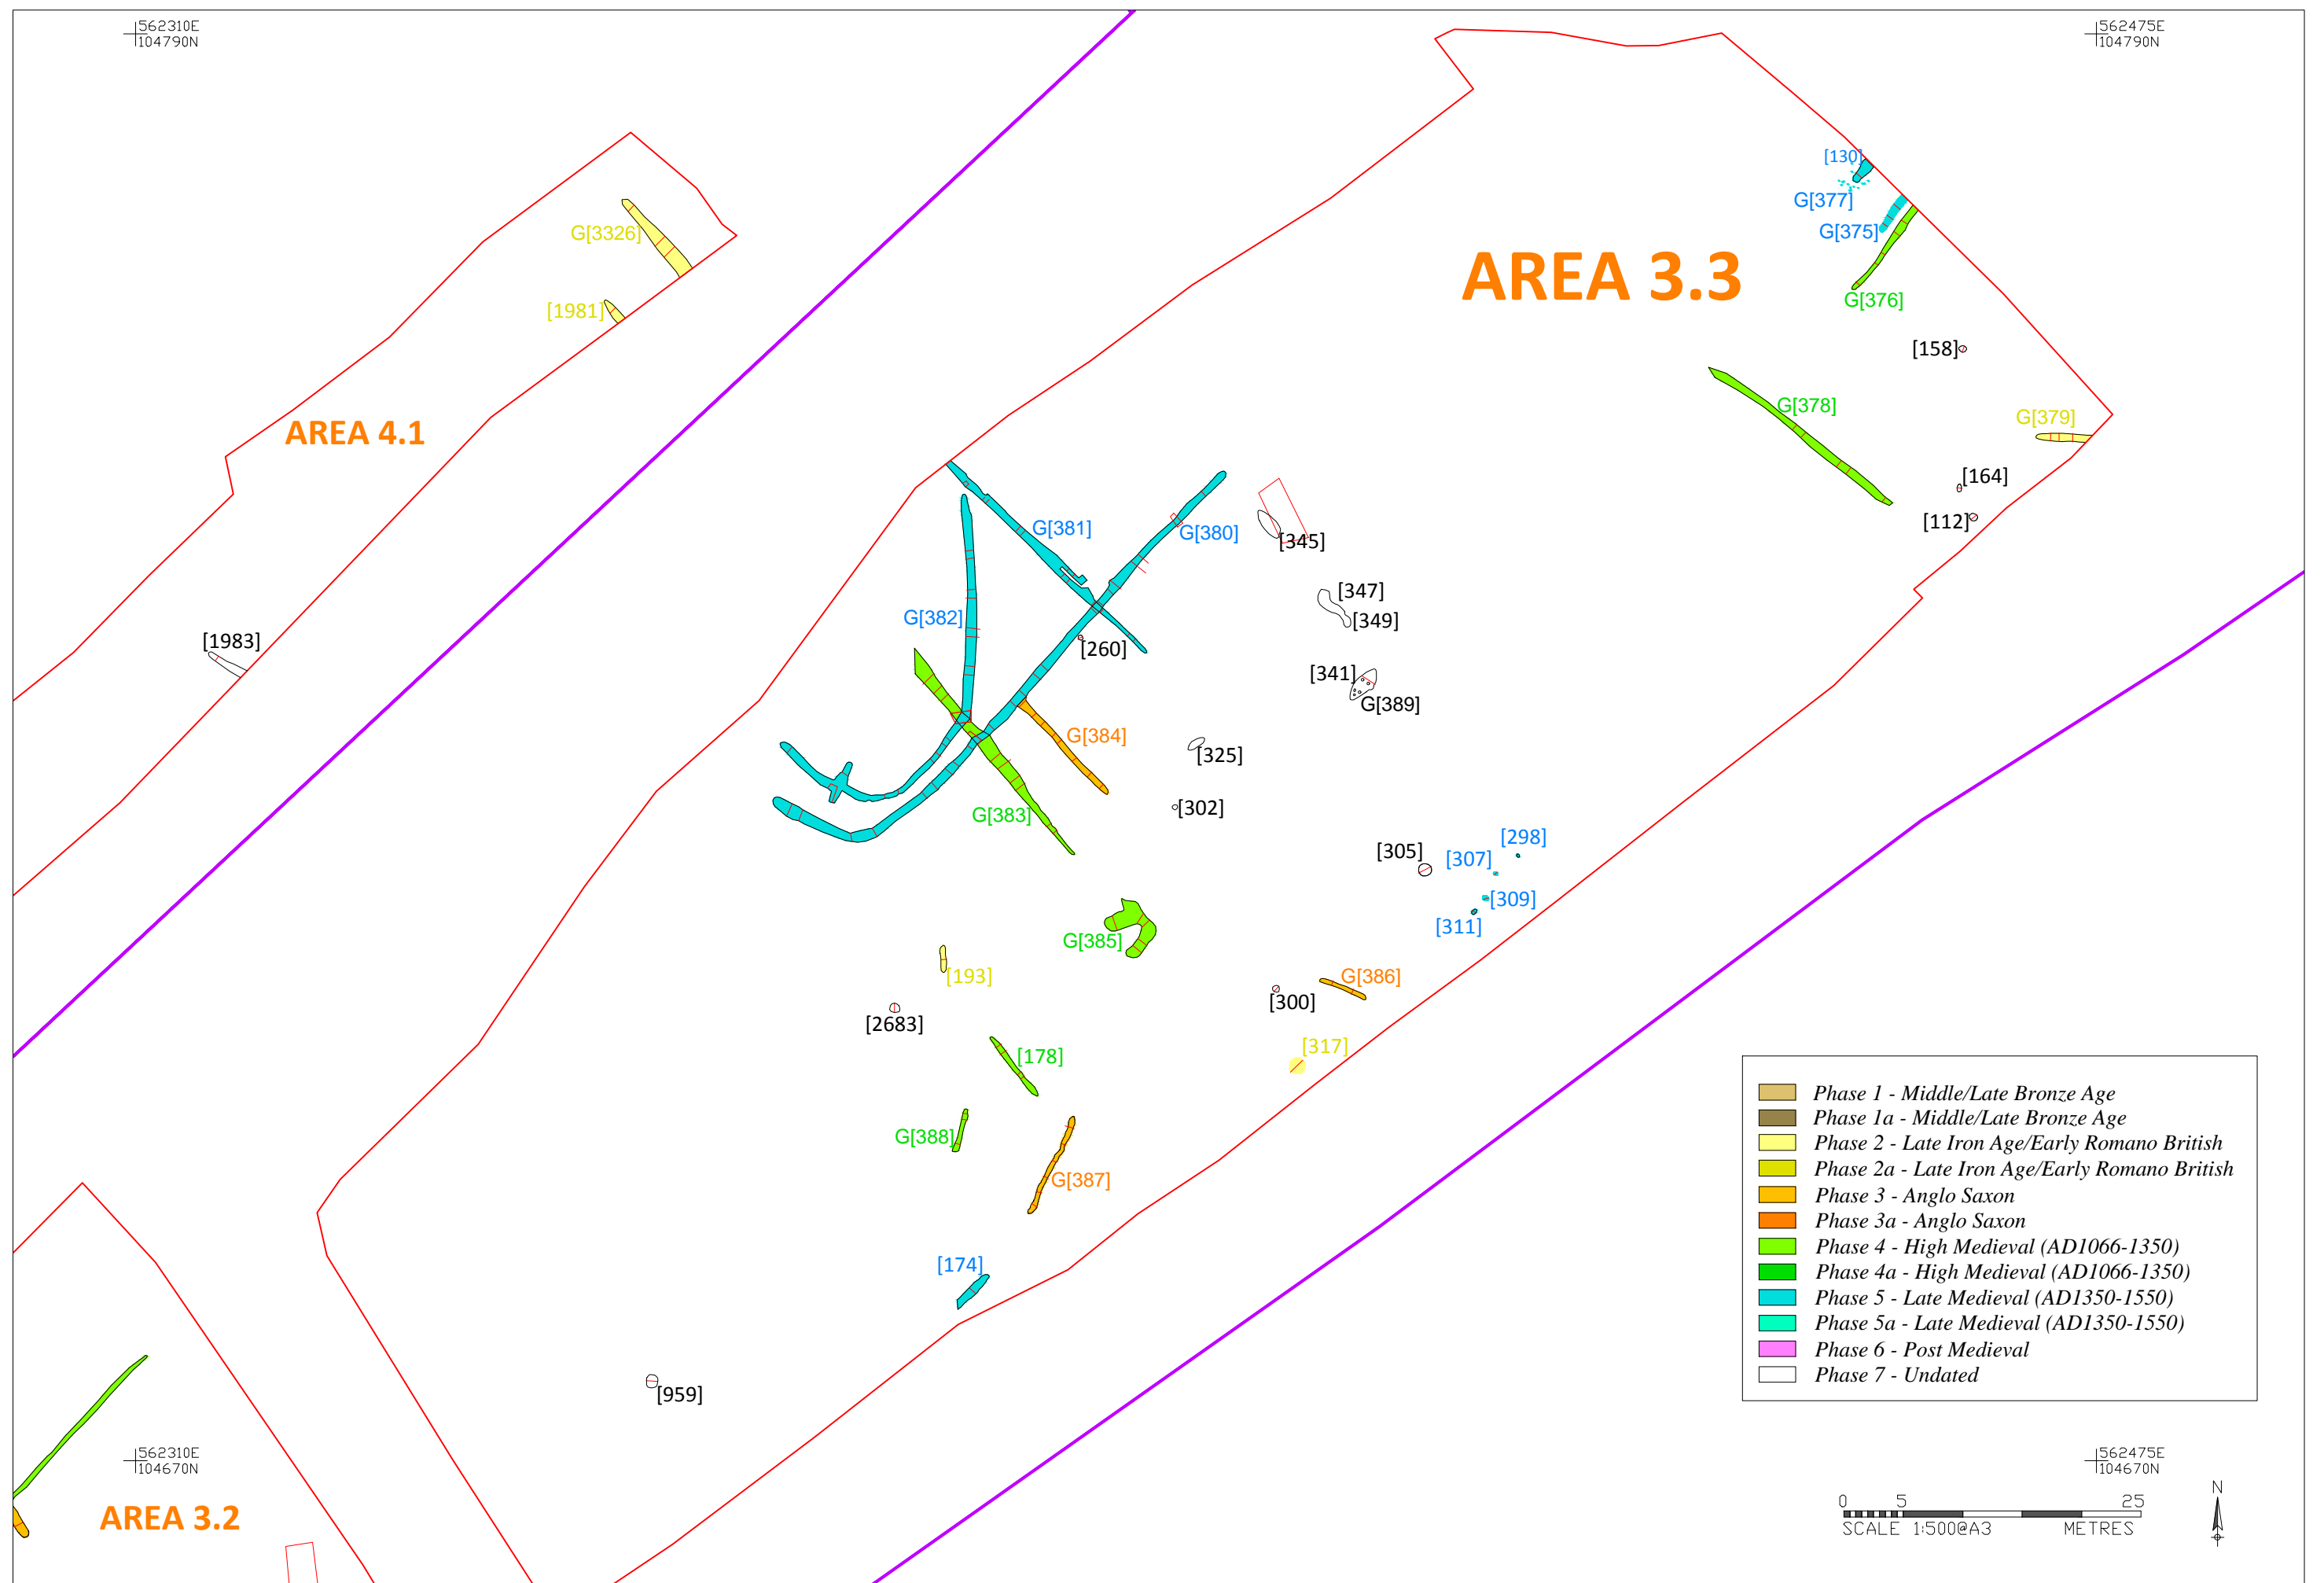 562310E
104790N
562475E
104790N
[130]
G[377]
G[375]
G[3326]
AREA 3.3
G[376]
[1981]
[158]
G[378]
G[379]
AREA 4.1
[164]
[112]
G[381]
G[380]
[345]
[347]
G[382]
[349]
[1983]
[260]
[341]
G[389]
G[384]
[325]
[302]
G[383]
[298]
[305]
[307]
[309]
[311]
G[385]
[193]
G[386]
[300]
[2683]
[317]
[178]
G[388]
G[387]
[174]
[959]
Phase 1 - Middle/Late Bronze Age
Phase 1a - Middle/Late Bronze Age
Phase 2 - Late Iron Age/Early Romano British
Phase 2a - Late Iron Age/Early Romano British
Phase 3 - Anglo Saxon
Phase 3a - Anglo Saxon
Phase 4 - High Medieval (AD1066-1350)
Phase 4a - High Medieval (AD1066-1350)
Phase 5 - Late Medieval (AD1350-1550)
Phase 5a - Late Medieval (AD1350-1550)
Phase 6 - Post Medieval
Phase 7 - Undated
562310E
104670N
562475E
104670N
AREA 3.2
0 5 25
SCALE 1:500@A3 METRES
N